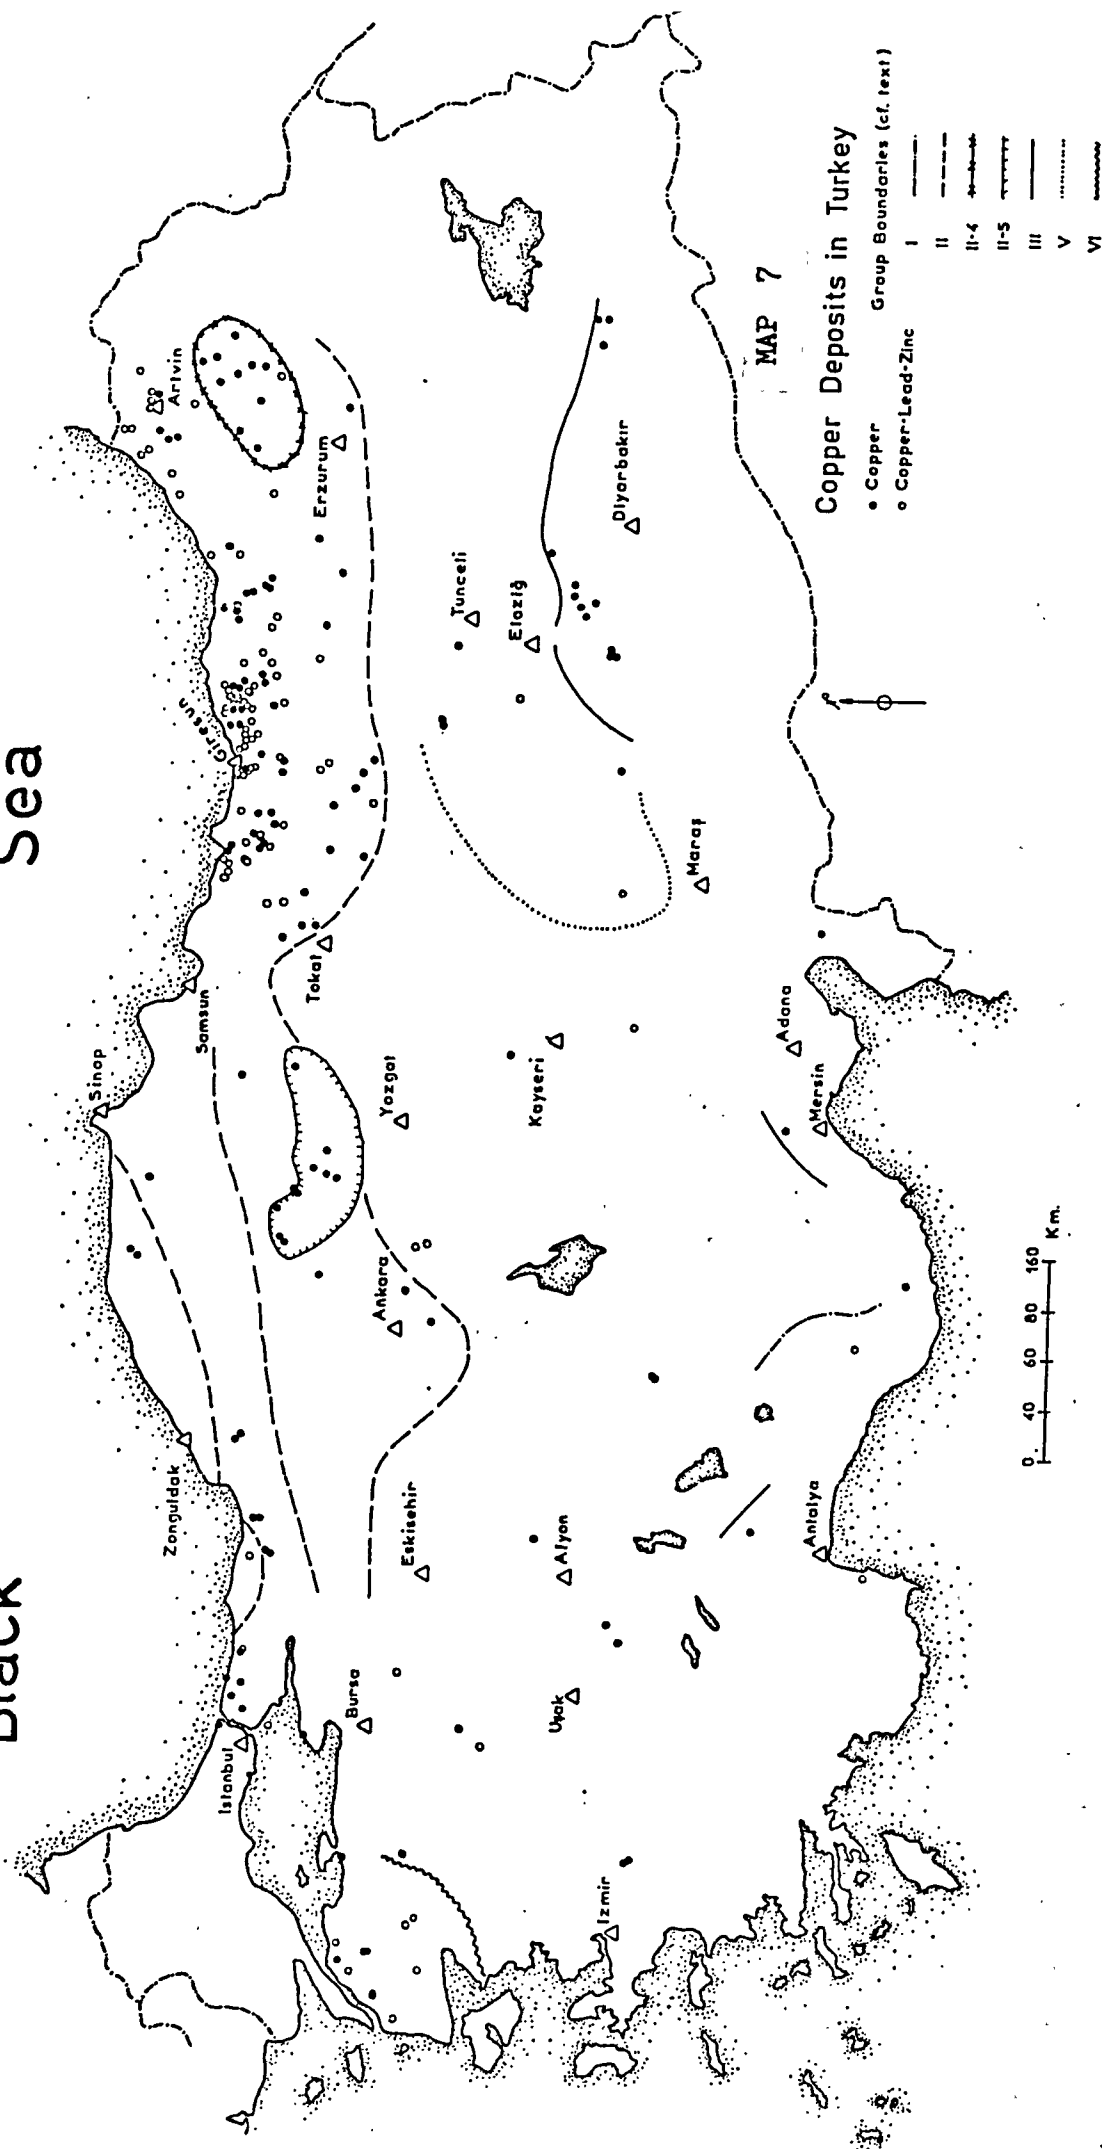 Black Sea
Sinop
Zonguldak
Samsun
Giresun
Artvin
Istanbul
Tokat
Erzurum
Bursa
Eskisehir
Ankara
Yozgat
Tunceli
Elazığ
Kayseri
Uşak
Afyon
Diyarbakır
Izmir
Maraş
Adana
Mersin
Antalya
MAP 7
Copper Deposits in Turkey
Copper
Copper-Lead-Zinc
Group Boundaries (cf. text)
I
II
II-4
II-5
III
V
VI
0 40 60 80 160 Km.